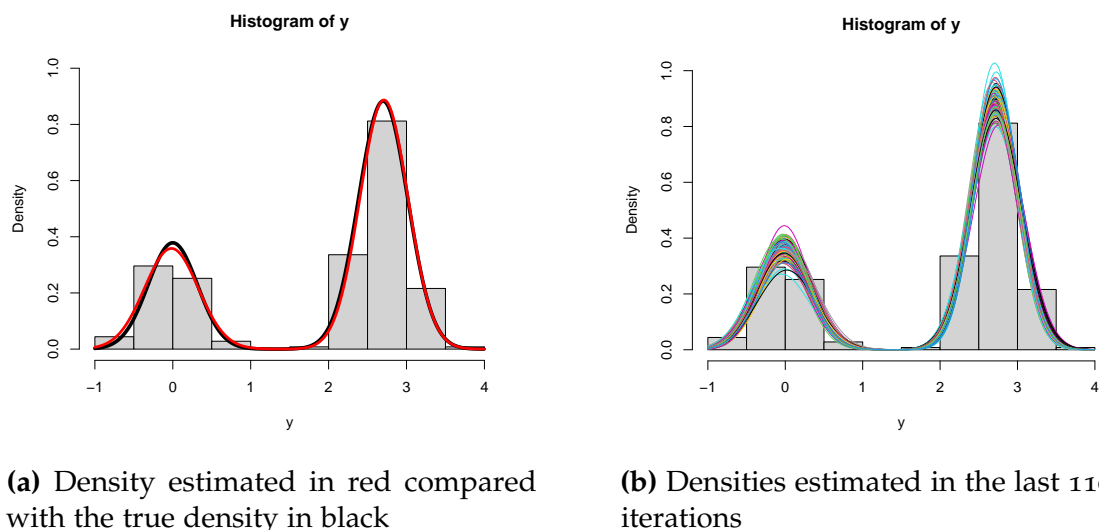 Histogram of y
Density
0.0 0.2 0.4 0.6 0.8 1.0
−1 0 1 2 3 4
y
(a) Density estimated in red compared
with the true density in black
Histogram of y
Density
0.0 0.2 0.4 0.6 0.8 1.0
−1 0 1 2 3 4
y
(b) Densities estimated in the last
iterations